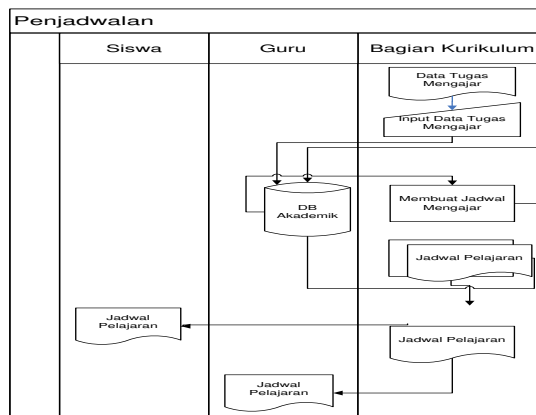 Penjadwalan
Siswa
Guru
Bagian Kurikulum
Data Tugas
Mengajar
Input Data Tugas
Mengajar
DB
Akademik
Membuat Jadwal
Mengajar
Jadwal Pelajaran
Jadwal
Pelajaran
Jadwal Pelajaran
Jadwal
Pelajaran